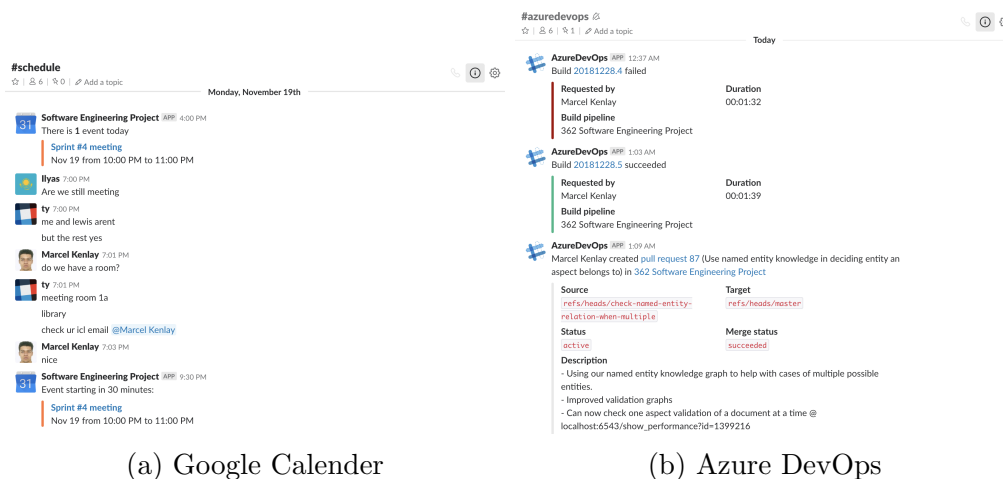 #schedule
6 0 Add a topic
Monday, November 19th
31
Software Engineering Project APP 4:00 PM
There is 1 event today
Sprint #4 meeting
Nov 19 from 10:00 PM to 11:00 PM
Ilyas 7:00 PM
Are we still meeting
ty 7:00 PM
me and lewis arent
but the rest yes
Marcel Kenlay 7:01 PM
do we have a room?
ty 7:01 PM
meeting room 1a
library
check ur icl email @Marcel Kenlay
Marcel Kenlay 7:03 PM
nice
31
Software Engineering Project APP 9:30 PM
Event starting in 30 minutes:
Sprint #4 meeting
Nov 19 from 10:00 PM to 11:00 PM
(a) Google Calender
#azuredevops
6 1 Add a topic
Today
AzureDevOps APP 12:37 AM
Build 20181228.4 failed
Requested by Duration
Marcel Kenlay 00:01:32
Build pipeline
362 Software Engineering Project
AzureDevOps APP 1:03 AM
Build 20181228.5 succeeded
Requested by Duration
Marcel Kenlay 00:01:39
Build pipeline
362 Software Engineering Project
AzureDevOps APP 1:09 AM
Marcel Kenlay created pull request 87 (Use named entity knowledge in deciding entity an
aspect belongs to) in 362 Software Engineering Project
Source Target
refs/heads/check-named-entity- refs/heads/master
relation-when-multiple
Status Merge status
active succeeded
Description
- Using our named entity knowledge graph to help with cases of multiple possible
entities.
- Improved validation graphs
- Can now check one aspect validation of a document at a time @
localhost:6543/show_performance?id=1399216
(b) Azure DevOps